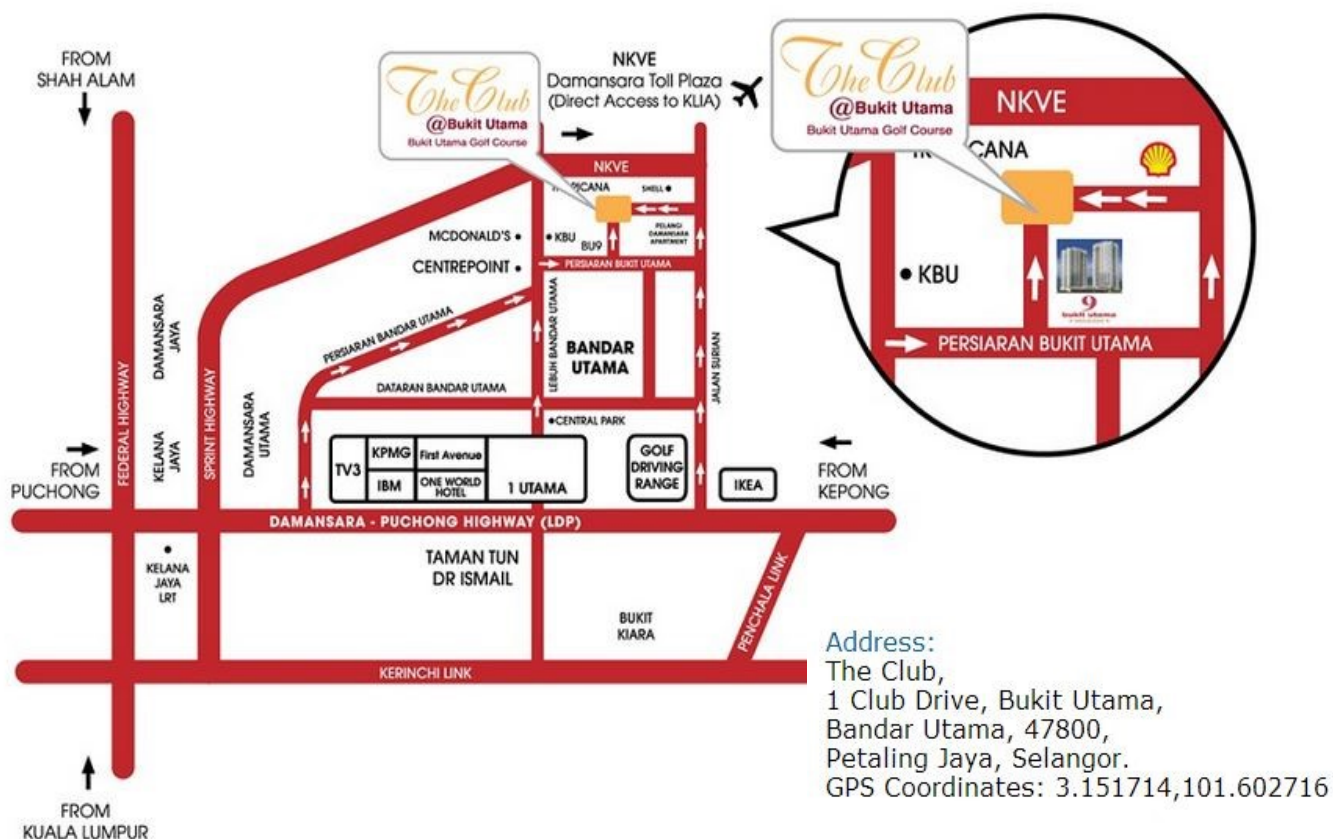 FROM
SHAH ALAM
The Club
@Bukit Utama
Bukit Utama Golf Course
NKVE
Damansara Toll Plaza
(Direct Access to KLIA)
The Club
@Bukit Utama
Bukit Utama Golf Course
NKVE
SHELL
PELANGI
DAMANSARA
APARTMENT
MCDONALD'S
KBU
BU9
CENTREPOINT
PERSIARAN BUKIT UTAMA
NKVE
CANA
KBU
9
bukit utama
PERSIARAN BUKIT UTAMA
DAMANSARA
JAYA
PERSIARAN BANDAR UTAMA
LEBUH BANDAR UTAMA
BANDAR
UTAMA
JALAN SURIAN
DATARAN BANDAR UTAMA
CENTRAL PARK
FEDERAL HIGHWAY
KELANA
JAYA
SPRINT HIGHWAY
DAMANSARA
UTAMA
FROM
PUCHONG
TV3
KPMG
First Avenue
IBM
ONE WORLD
HOTEL
1 UTAMA
GOLF
DRIVING
RANGE
IKEA
FROM
KEPONG
DAMANSARA - PUCHONG HIGHWAY (LDP)
KELANA
JAYA
LRT
TAMAN TUN
DR ISMAIL
BUKIT
KIARA
PENCHALA LINK
KERINCHI LINK
FROM
KUALA LUMPUR
Address:
The Club,
1 Club Drive, Bukit Utama,
Bandar Utama, 47800,
Petaling Jaya, Selangor.
GPS Coordinates: 3.151714,101.602716